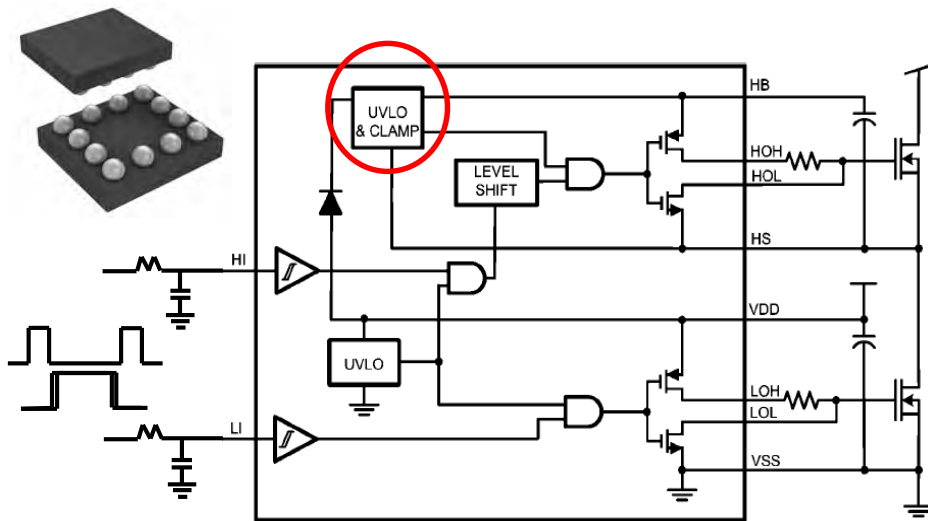 UVLO
& CLAMP
HB
LEVEL
SHIFT
HOH
HOL
HS
HI
VDD
UVLO
LOH
LOL
LI
VSS